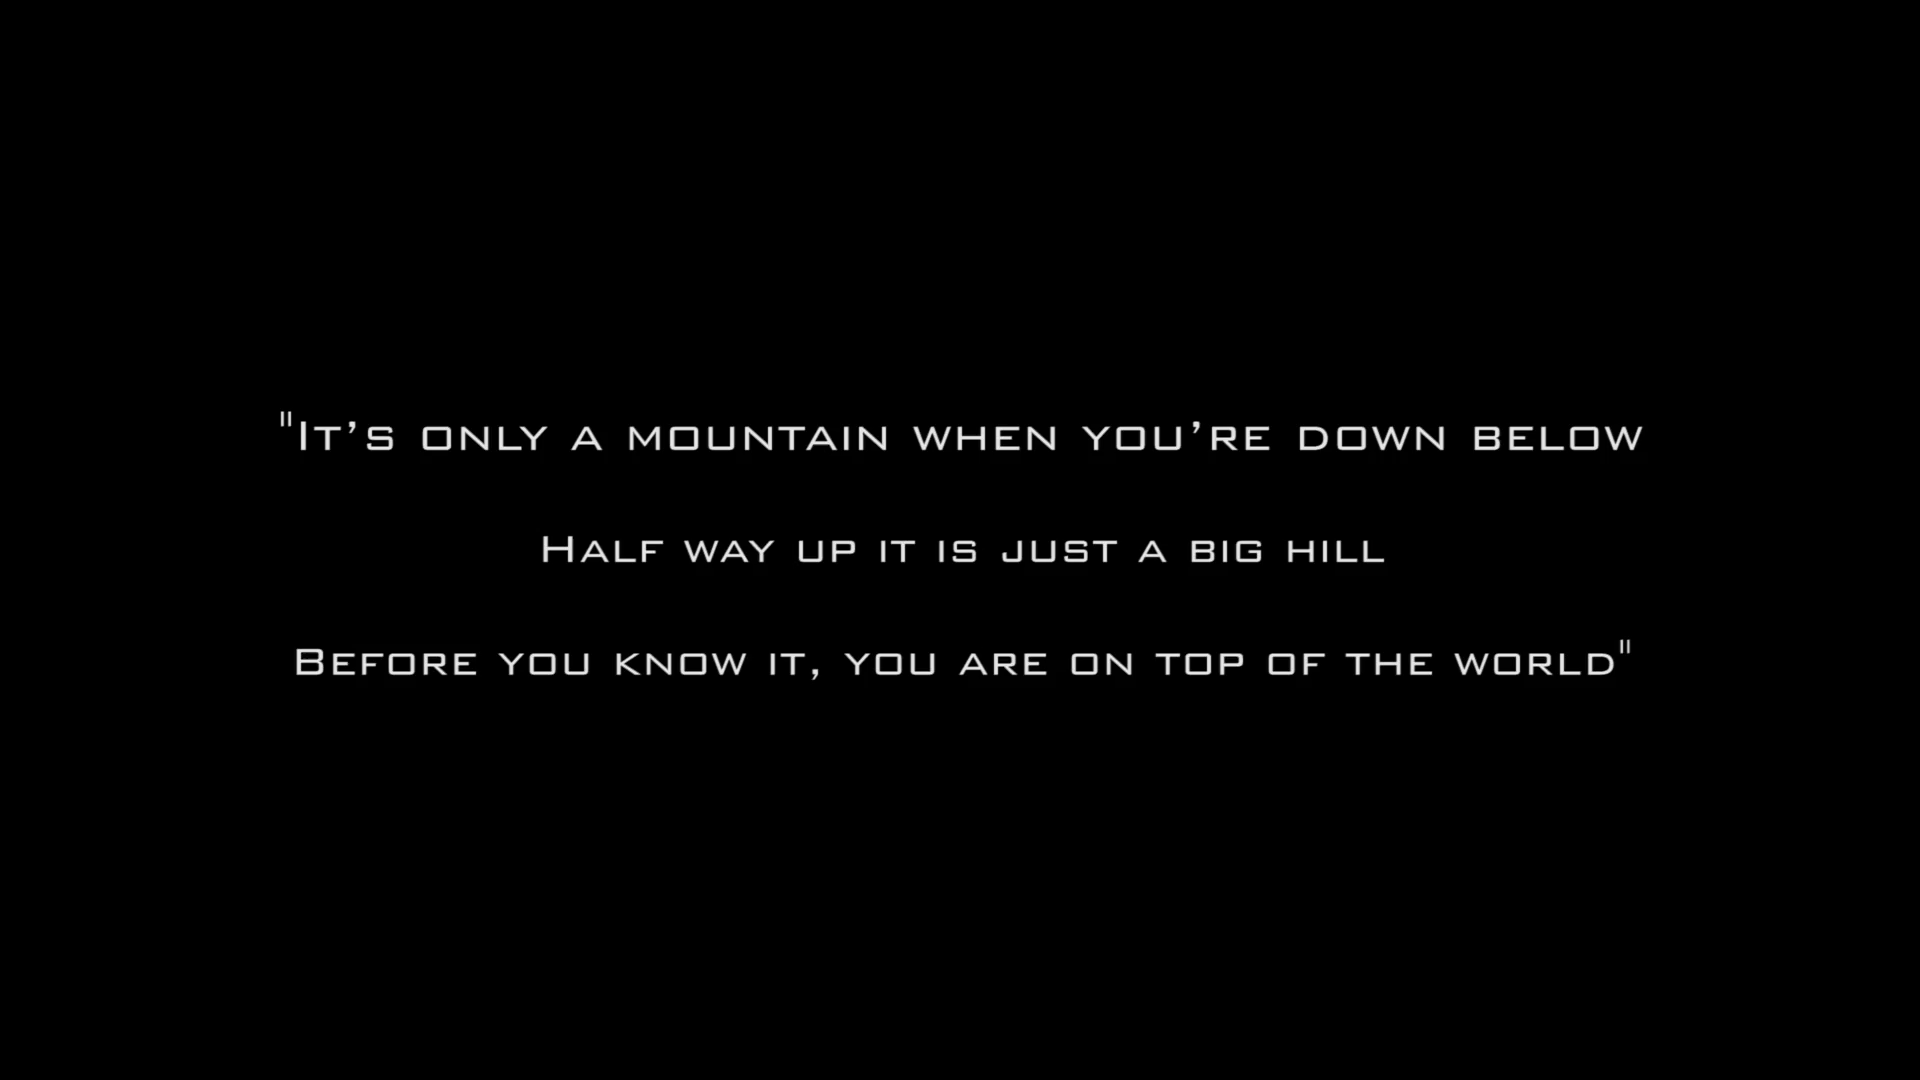 "It’s only a mountain when you’re down below
Half way up it is just a big hill
Before you know it, you are on top of the world"